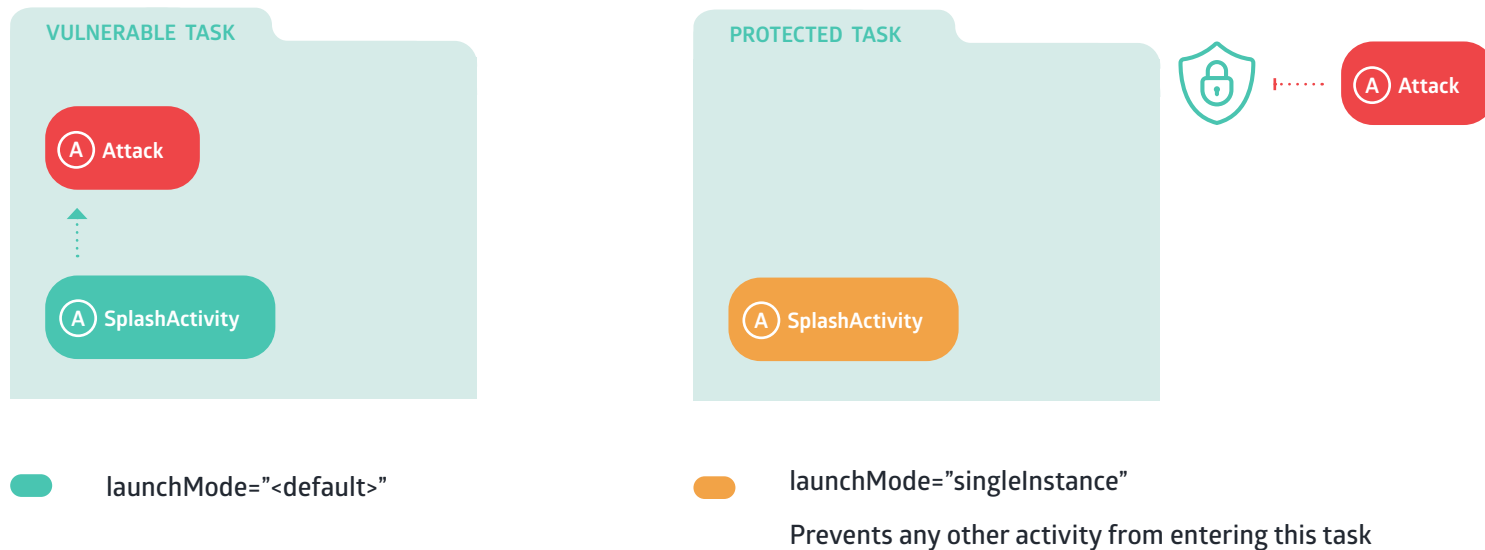 VULNERABLE TASK
A Attack
A SplashActivity
launchMode=”<default>”
PROTECTED TASK
A Attack
A SplashActivity
launchMode=”singleInstance”
Prevents any other activity from entering this task